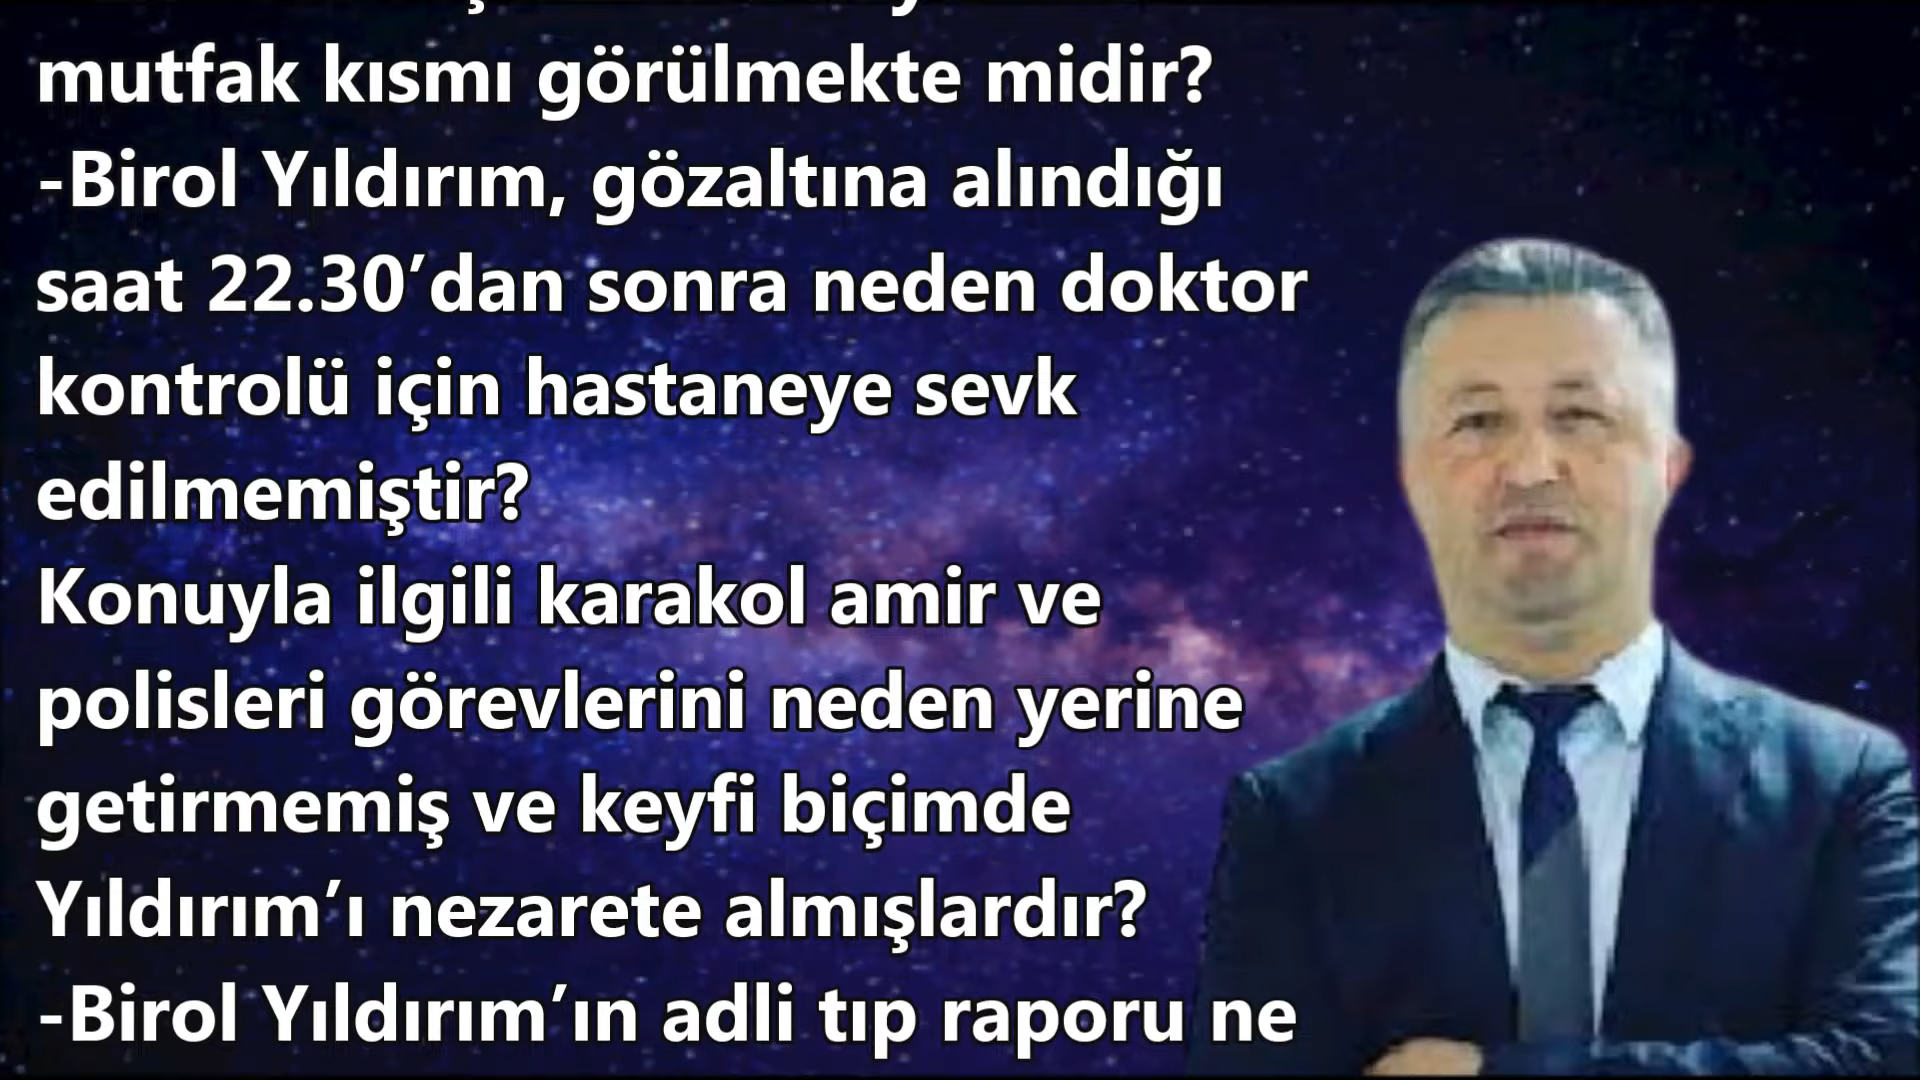 mutfak kısmı görülmekte midir?
-Birol Yıldırım, gözaltına alındığı
saat 22.30’dan sonra neden doktor
kontrolü için hastaneye sevk
edilmemiştir?
Konuyla ilgili karakol amir ve
polisleri görevlerini neden yerine
getirmemiş ve keyfi biçimde
Yıldırım’ı nezarete almışlardır?
-Birol Yıldırım’ın adli tıp raporu ne